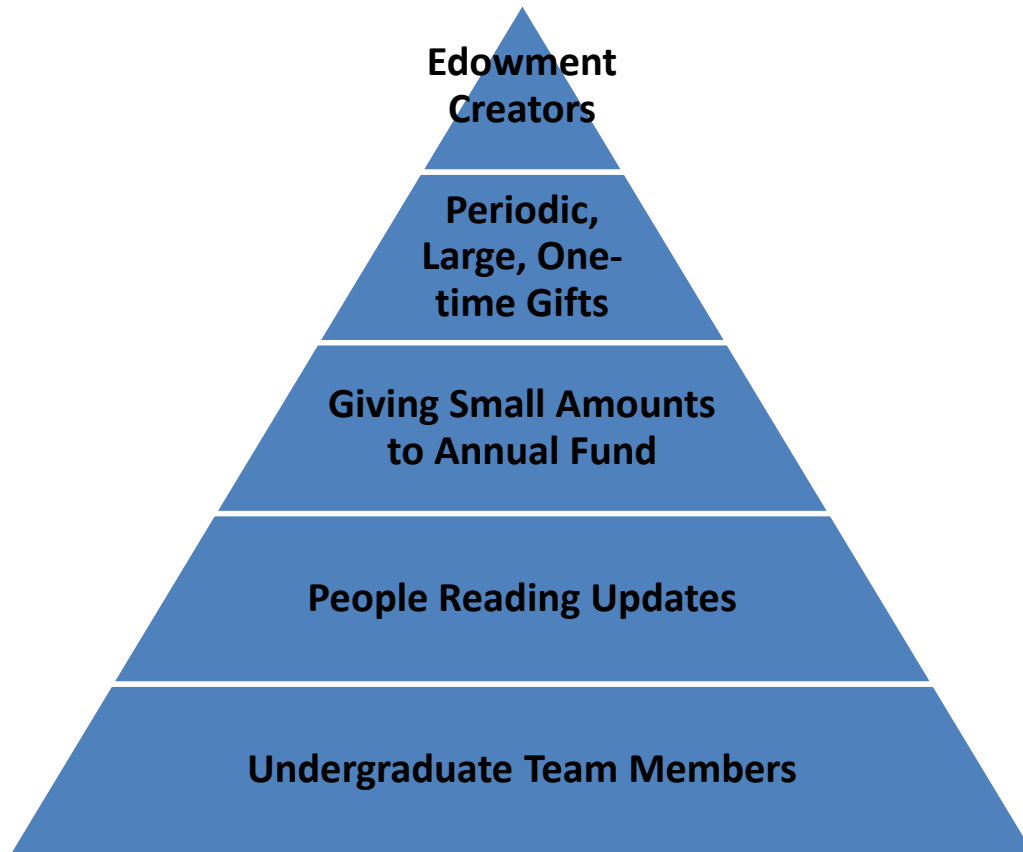 Edowment
Creators
Periodic,
Large, One-
time Gifts
Giving Small Amounts
to Annual Fund
People Reading Updates
Undergraduate Team Members